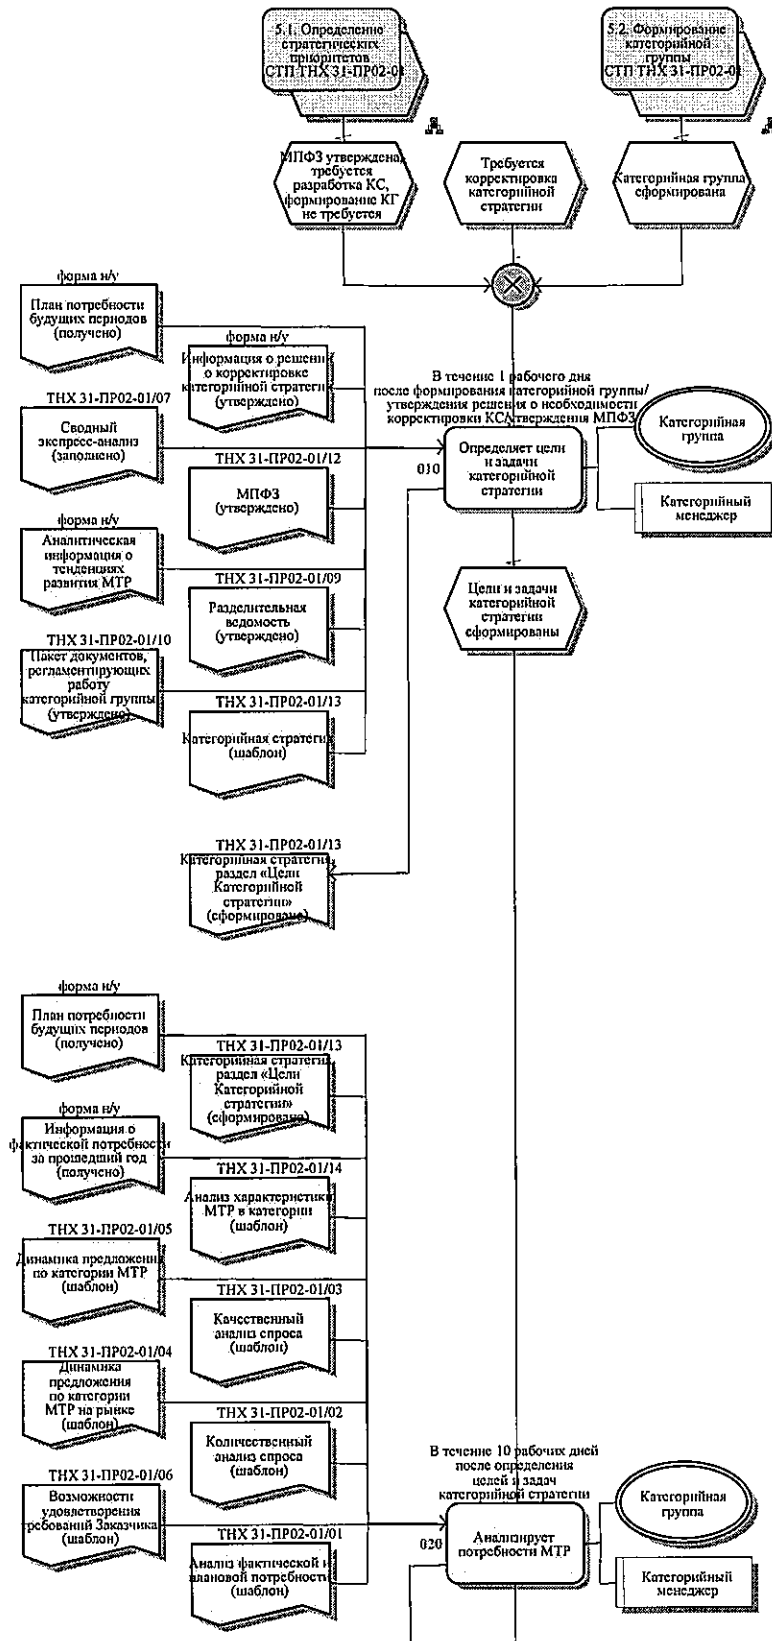 5.1. Определение
стратегических
приоритетов
СТП ТНХ 31-ПР02-01
5.2. Формирование
категорийной
группы
СТП ТНХ 31-ПР02-01
МПФЗ утверждена,
требуется
разработка КС,
формирование КГ
не требуется
Требуется
корректировка
категорийной
стратегии
Категорийная группа
сформирована
форма н/у
План потребности
будущих периодов
(получено)
форма н/у
Информация о решении
о корректировке
категорийной стратегии
(утверждено)
ТНХ 31-ПР02-01/07
Сводный
экспресс-анализ
(заполнено)
ТНХ 31-ПР02-01/12
МПФЗ
(утверждено)
форма н/у
Аналитическая
информация о
тенденциях
развития МТР
ТНХ 31-ПР02-01/09
Разделительная
ведомость
(утверждено)
ТНХ 31-ПР02-01/10
Пакет документов,
регламентирующих
работу
категорийной группы
(утверждено)
ТНХ 31-ПР02-01/13
Категорийная стратегия
(шаблон)
В течение 1 рабочего дня
после формирования категорийной группы/
утверждения решения о необходимости
корректировки КС/утверждения МПФЗ
010
Определяет цели
и задачи
категорийной
стратегии
Категорийная
группа
Категорийный
менеджер
Цели и задачи
категорийной
стратегии
сформированы
ТНХ 31-ПР02-01/13
Категорийная стратегия,
раздел «Цели
Категорийной
стратегии»
(сформировано)
форма н/у
План потребности
будущих периодов
(получено)
ТНХ 31-ПР02-01/13
Категорийная стратегия,
раздел «Цели
Категорийной
стратегии»
(сформировано)
форма н/у
Информация о
фактической потребности
за прошедший год
(получено)
ТНХ 31-ПР02-01/14
Анализ характеристики
МТР в категории
(шаблон)
ТНХ 31-ПР02-01/05
Динамика предложения
по категории МТР
(шаблон)
ТНХ 31-ПР02-01/03
Качественный
анализ спроса
(шаблон)
ТНХ 31-ПР02-01/04
Динамика
предложения
по категории
МТР на рынке
(шаблон)
ТНХ 31-ПР02-01/02
Количественный
анализ спроса
(шаблон)
ТНХ 31-ПР02-01/06
Возможности
удовлетворения
требований Заказчика
(шаблон)
ТНХ 31-ПР02-01/01
Анализ фактической и
плановой потребности
(шаблон)
В течение 10 рабочих дней
после определения
целей и задач
категорийной стратегии
020
Анализирует
потребности МТР
Категорийная
группа
Категорийный
менеджер